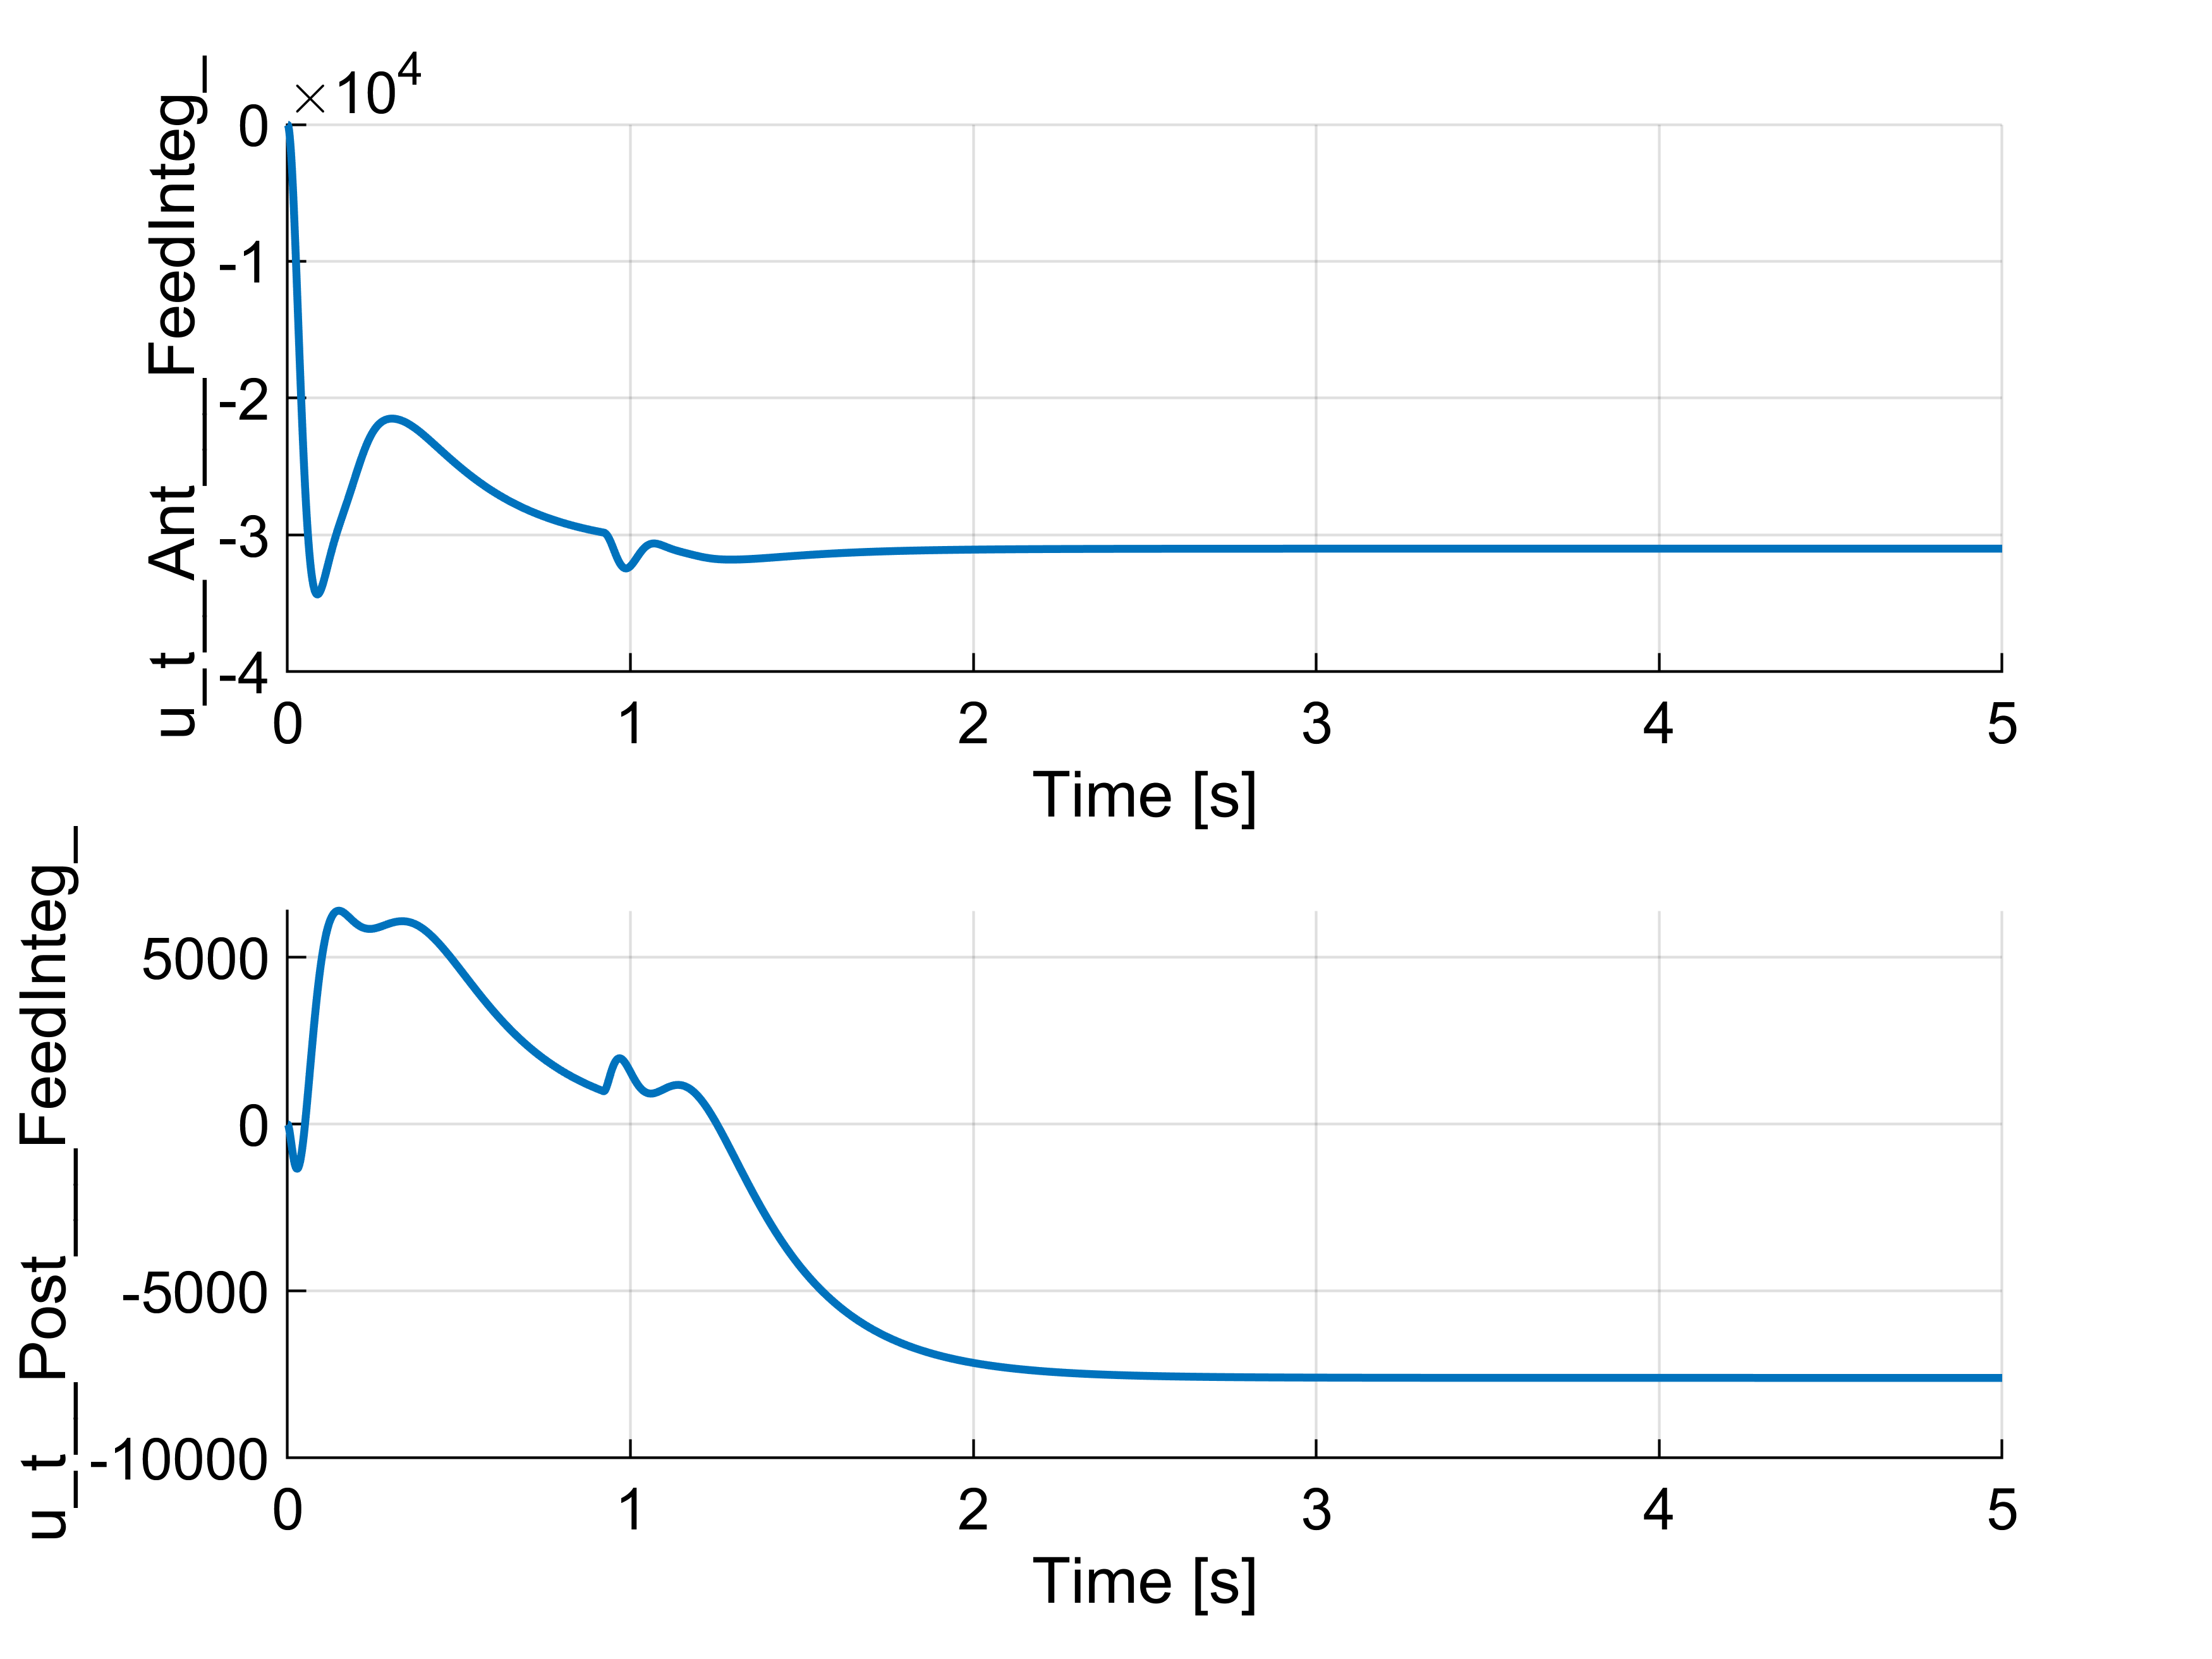 ×10^4
u_t__Ant___FeedInteg_
0
-1
-2
-3
-4
0 1 2 3 4 5
Time [s]
u_t__Post___FeedInteg_
5000
0
-5000
-10000
0 1 2 3 4 5
Time [s]